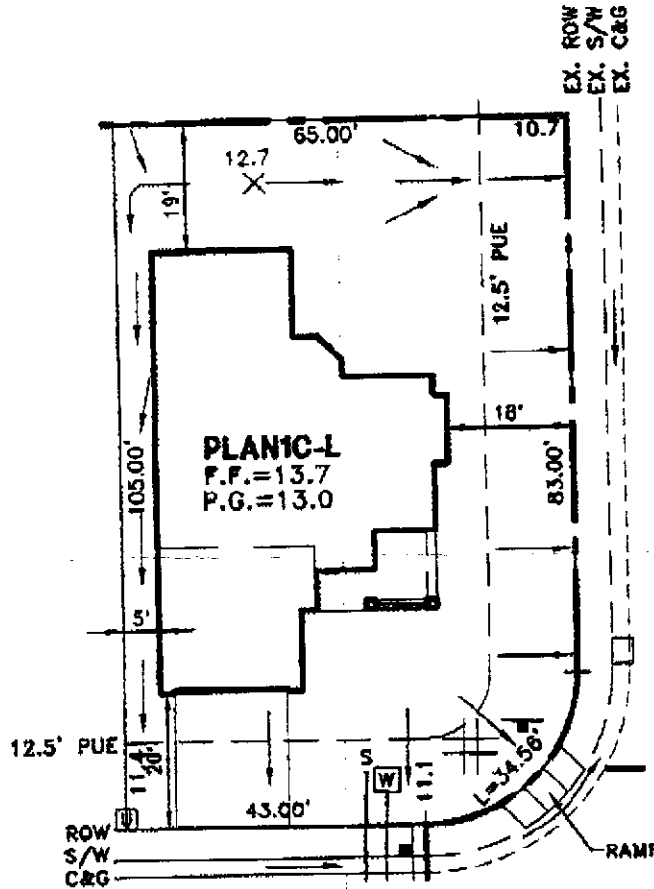 EX. ROW
EX. S/W
EX. C&G
65.00'
10.7
12.7
19'
12.5' PUE
18'
PLAN1C-L
F.F.=13.7
P.G.=13.0
105.00'
83.00'
5'
12.5' PUE
11.4
20'
S
W
11.1
L=34.56'
43.00'
U
ROW
S/W
C&G
RAMP